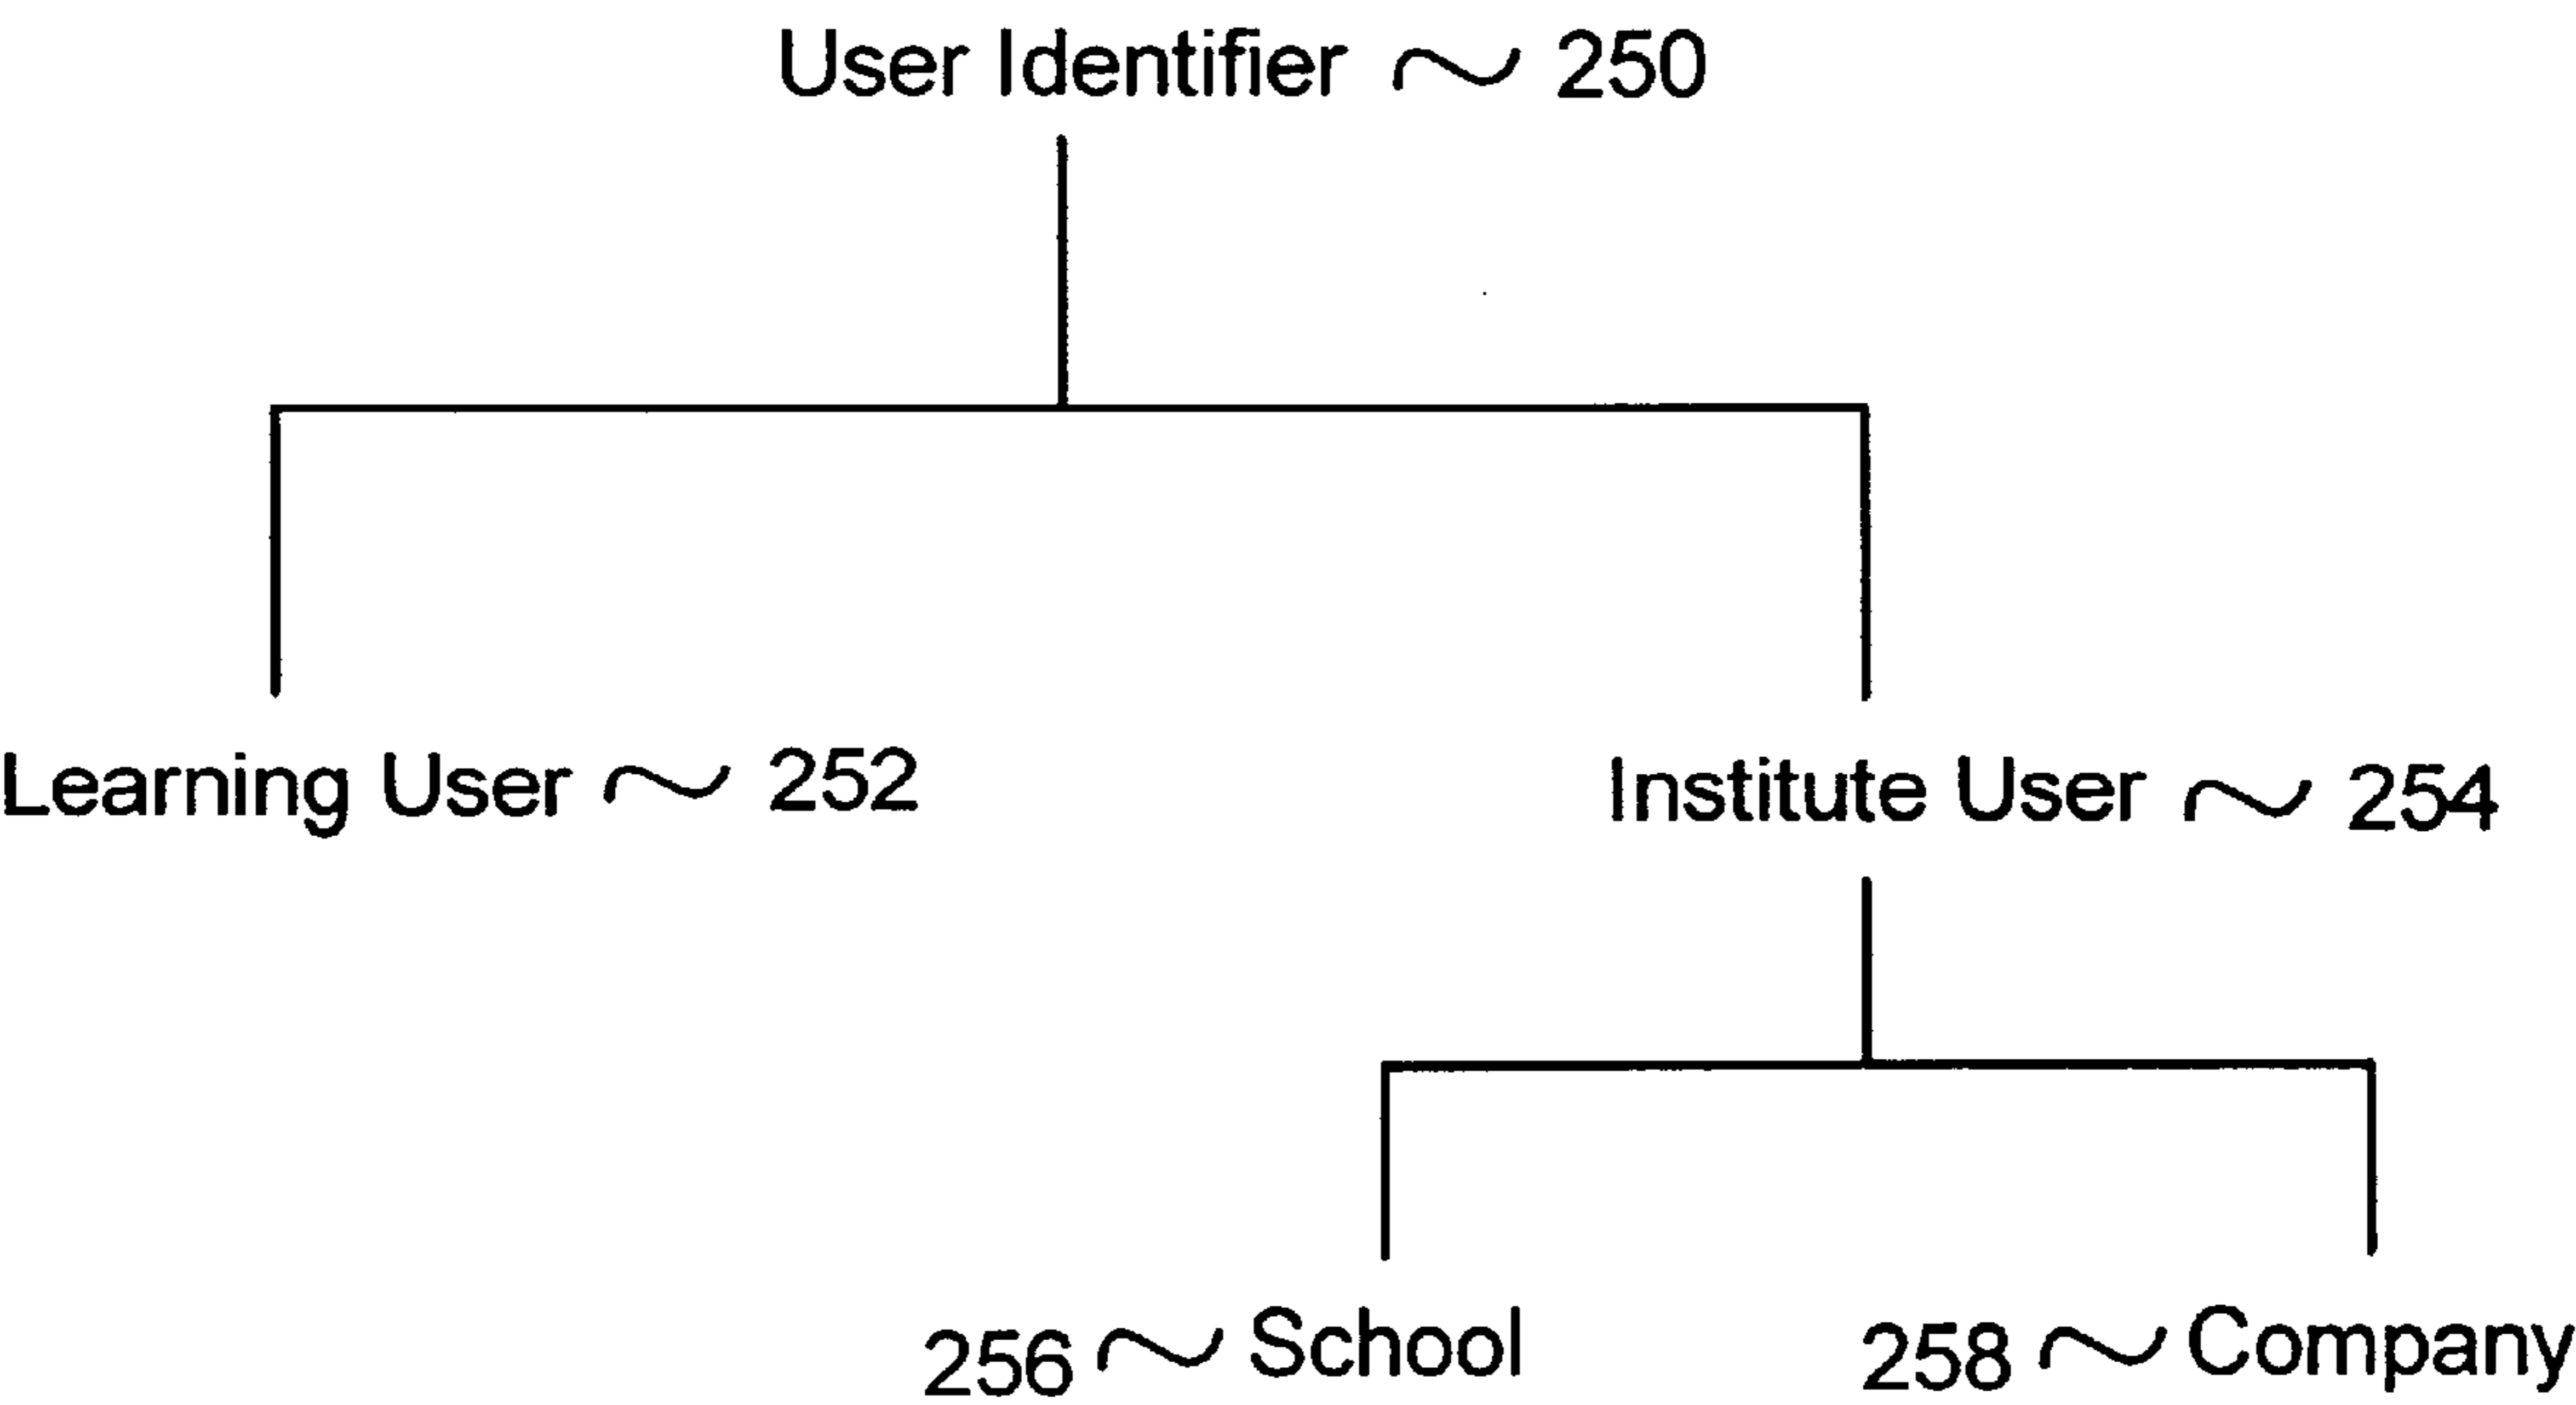 User Identifier ~ 250
Learning User ~ 252
Institute User ~ 254
256 ~ School
258 ~ Company